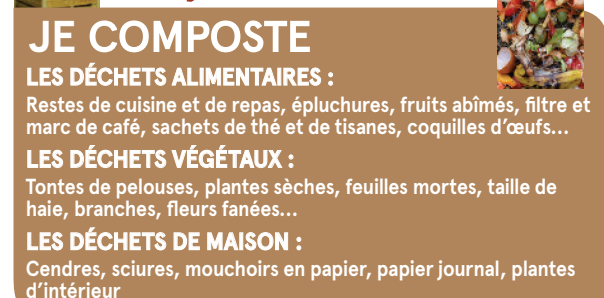 JE COMPOSTE
LES DÉCHETS ALIMENTAIRES :
Restes de cuisine et de repas, épluchures, fruits abîmés, filtre et
marc de café, sachets de thé et de tisanes, coquilles d’œufs...
LES DÉCHETS VÉGÉTAUX :
Tontes de pelouses, plantes sèches, feuilles mortes, taille de
haie, branches, fleurs fanées...
LES DÉCHETS DE MAISON :
Cendres, sciures, mouchoirs en papier, papier journal, plantes
d’intérieur